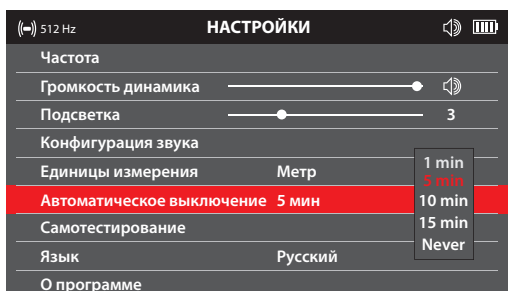 512 Hz НАСТРОЙКИ
Частота
Громкость динамика
Подсветка 3
Конфигурация звука
Единицы измерения Метр
Автоматическое выключение 5 мин
Самотестирование
Язык Русский
О программе
1 min
5 min
10 min
15 min
Never